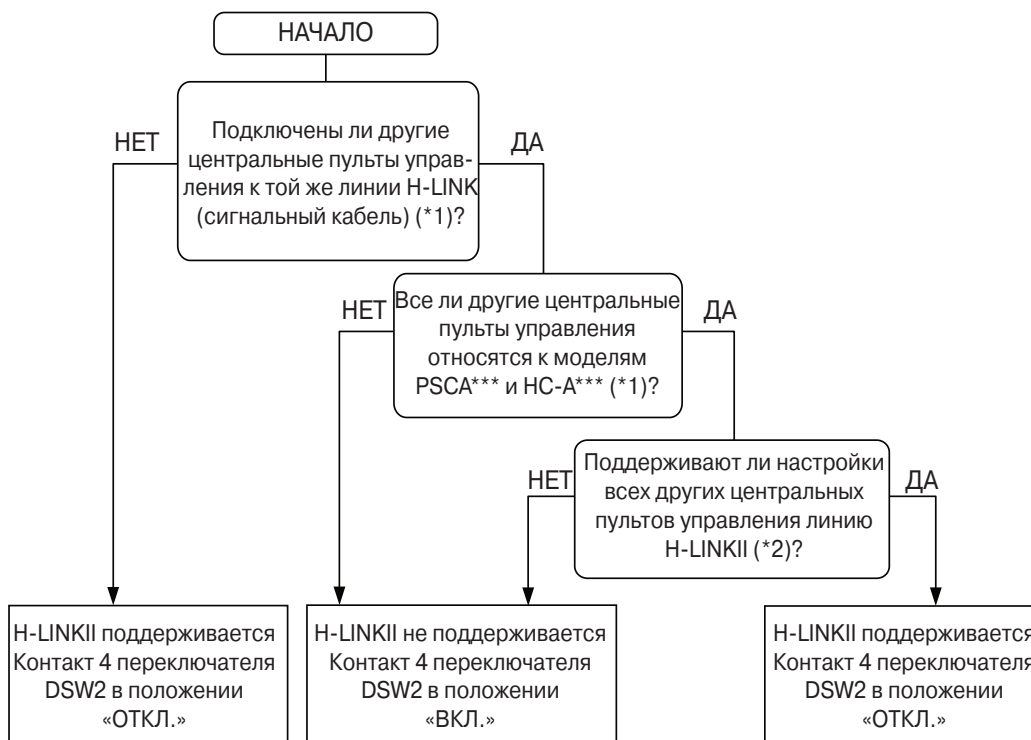 НАЧАЛО
НЕТ
Подключены ли другие
центральные пульты управ-
ления к той же линии H-LINK
(сигнальный кабель) (*1)?
ДА
НЕТ
Все ли другие центральные
пульты управления
относятся к моделям
PSCA*** и HC-A*** (*1)?
ДА
НЕТ
Поддерживают ли настройки
всех других центральных
пультов управления линию
H-LINKII (*2)?
ДА
H-LINKII поддерживается
Контакт 4 переключателя
DSW2 в положении
«ОТКЛ.»
H-LINKII не поддерживается
Контакт 4 переключателя
DSW2 в положении
«ВКЛ.»
H-LINKII поддерживается
Контакт 4 переключателя
DSW2 в положении
«ОТКЛ.»